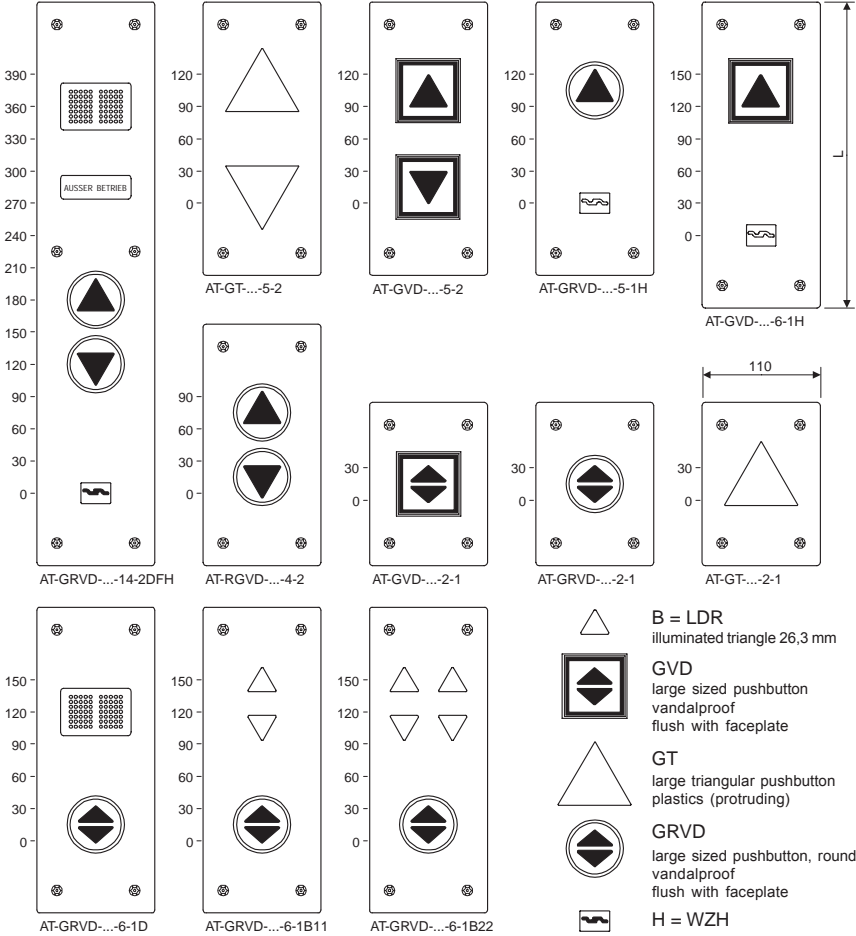 390
360
330
300
270
240
210
180
150
120
90
60
30
0
AUSSER BETRIEB
AT-GRVD-...-14-2DFH
120
90
60
30
0
AT-GT-...-5-2
120
90
60
30
0
AT-GVD-...-5-2
120
90
60
30
0
AT-GRVD-...-5-1H
150
120
90
60
30
0
L
AT-GVD-...-6-1H
90
60
30
0
AT-RGVD-...-4-2
30
0
AT-GVD-...-2-1
30
0
AT-GRVD-...-2-1
110
30
0
AT-GT-...-2-1
150
120
90
60
30
0
AT-GRVD-...-6-1D
150
120
90
60
30
0
AT-GRVD-...-6-1B11
150
120
90
60
30
0
AT-GRVD-...-6-1B22
B = LDR
illuminated triangle 26,3 mm
GVD
large sized pushbutton
vandalproof
flush with faceplate
GT
large triangular pushbutton
plastics (protruding)
GRVD
large sized pushbutton, round
vandalproof
flush with faceplate
H = WZH